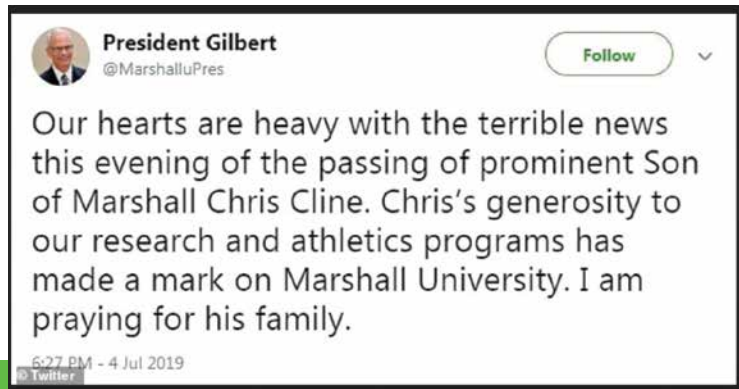 President Gilbert
@MarshalluPres
Follow
Our hearts are heavy with the terrible news
this evening of the passing of prominent Son
of Marshall Chris Cline. Chris's generosity to
our research and athletics programs has
made a mark on Marshall University. I am
praying for his family.
6:27 PM - 4 Jul 2019
© Twitter